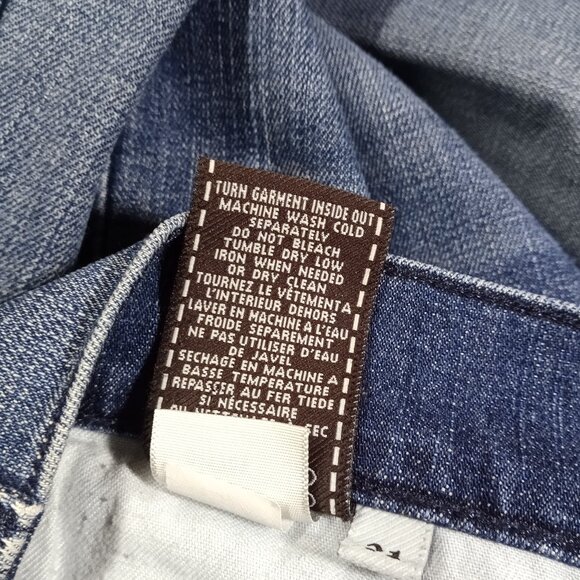 TURN GARMENT INSIDE OUT
MACHINE WASH COLD
SEPARATELY
DO NOT BLEACH
TUMBLE DRY LOW
IRON WHEN NEEDED
OR DRY CLEAN
TOURNEZ LE VÊTEMENT A
L'INTERIEUR DEHORS
LAVER EN MACHINE A L'EAU
FROIDE SEPAREMENT
NE PAS UTILISER D'EAU
DE JAVEL
SECHAGE EN MACHINE A
BASSE TEMPERATURE
REPASSER AU FER TIEDE
SI NÉCESSAIRE
SEC